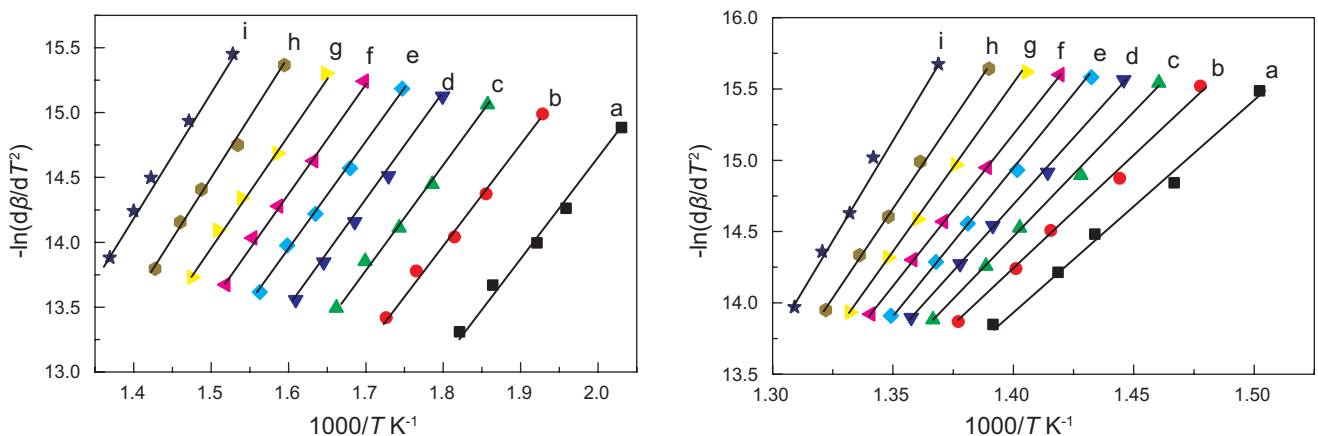 15.5
15.0
14.5
14.0
13.5
13.0
-ln(dβ/dT²)
i
h
g
f
e
d
c
b
a
1.4 1.5 1.6 1.7 1.8 1.9 2.0
1000/T K⁻¹
16.0
15.5
15.0
14.5
14.0
13.5
-ln(dβ/dT²)
i
h
g
f
e
d
c
b
a
1.30 1.35 1.40 1.45 1.50
1000/T K⁻¹